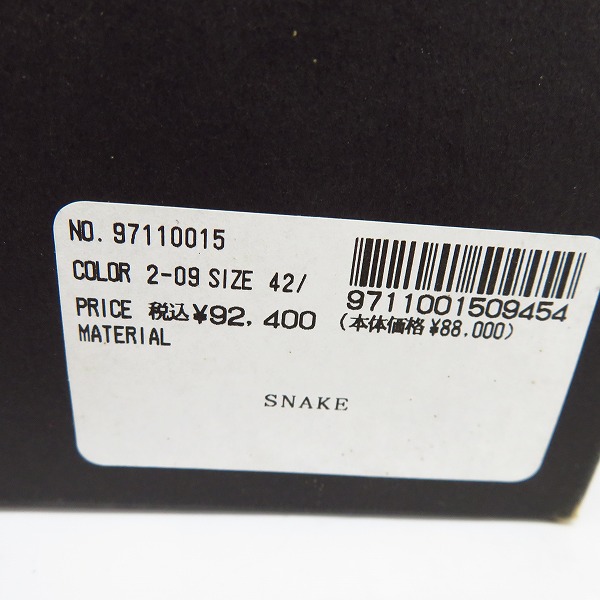 NO. 97110015
COLOR 2-09 SIZE 42/
PRICE 税込¥92,400
MATERIAL
9711001509454
(本体価格 ¥88,000)
SNAKE